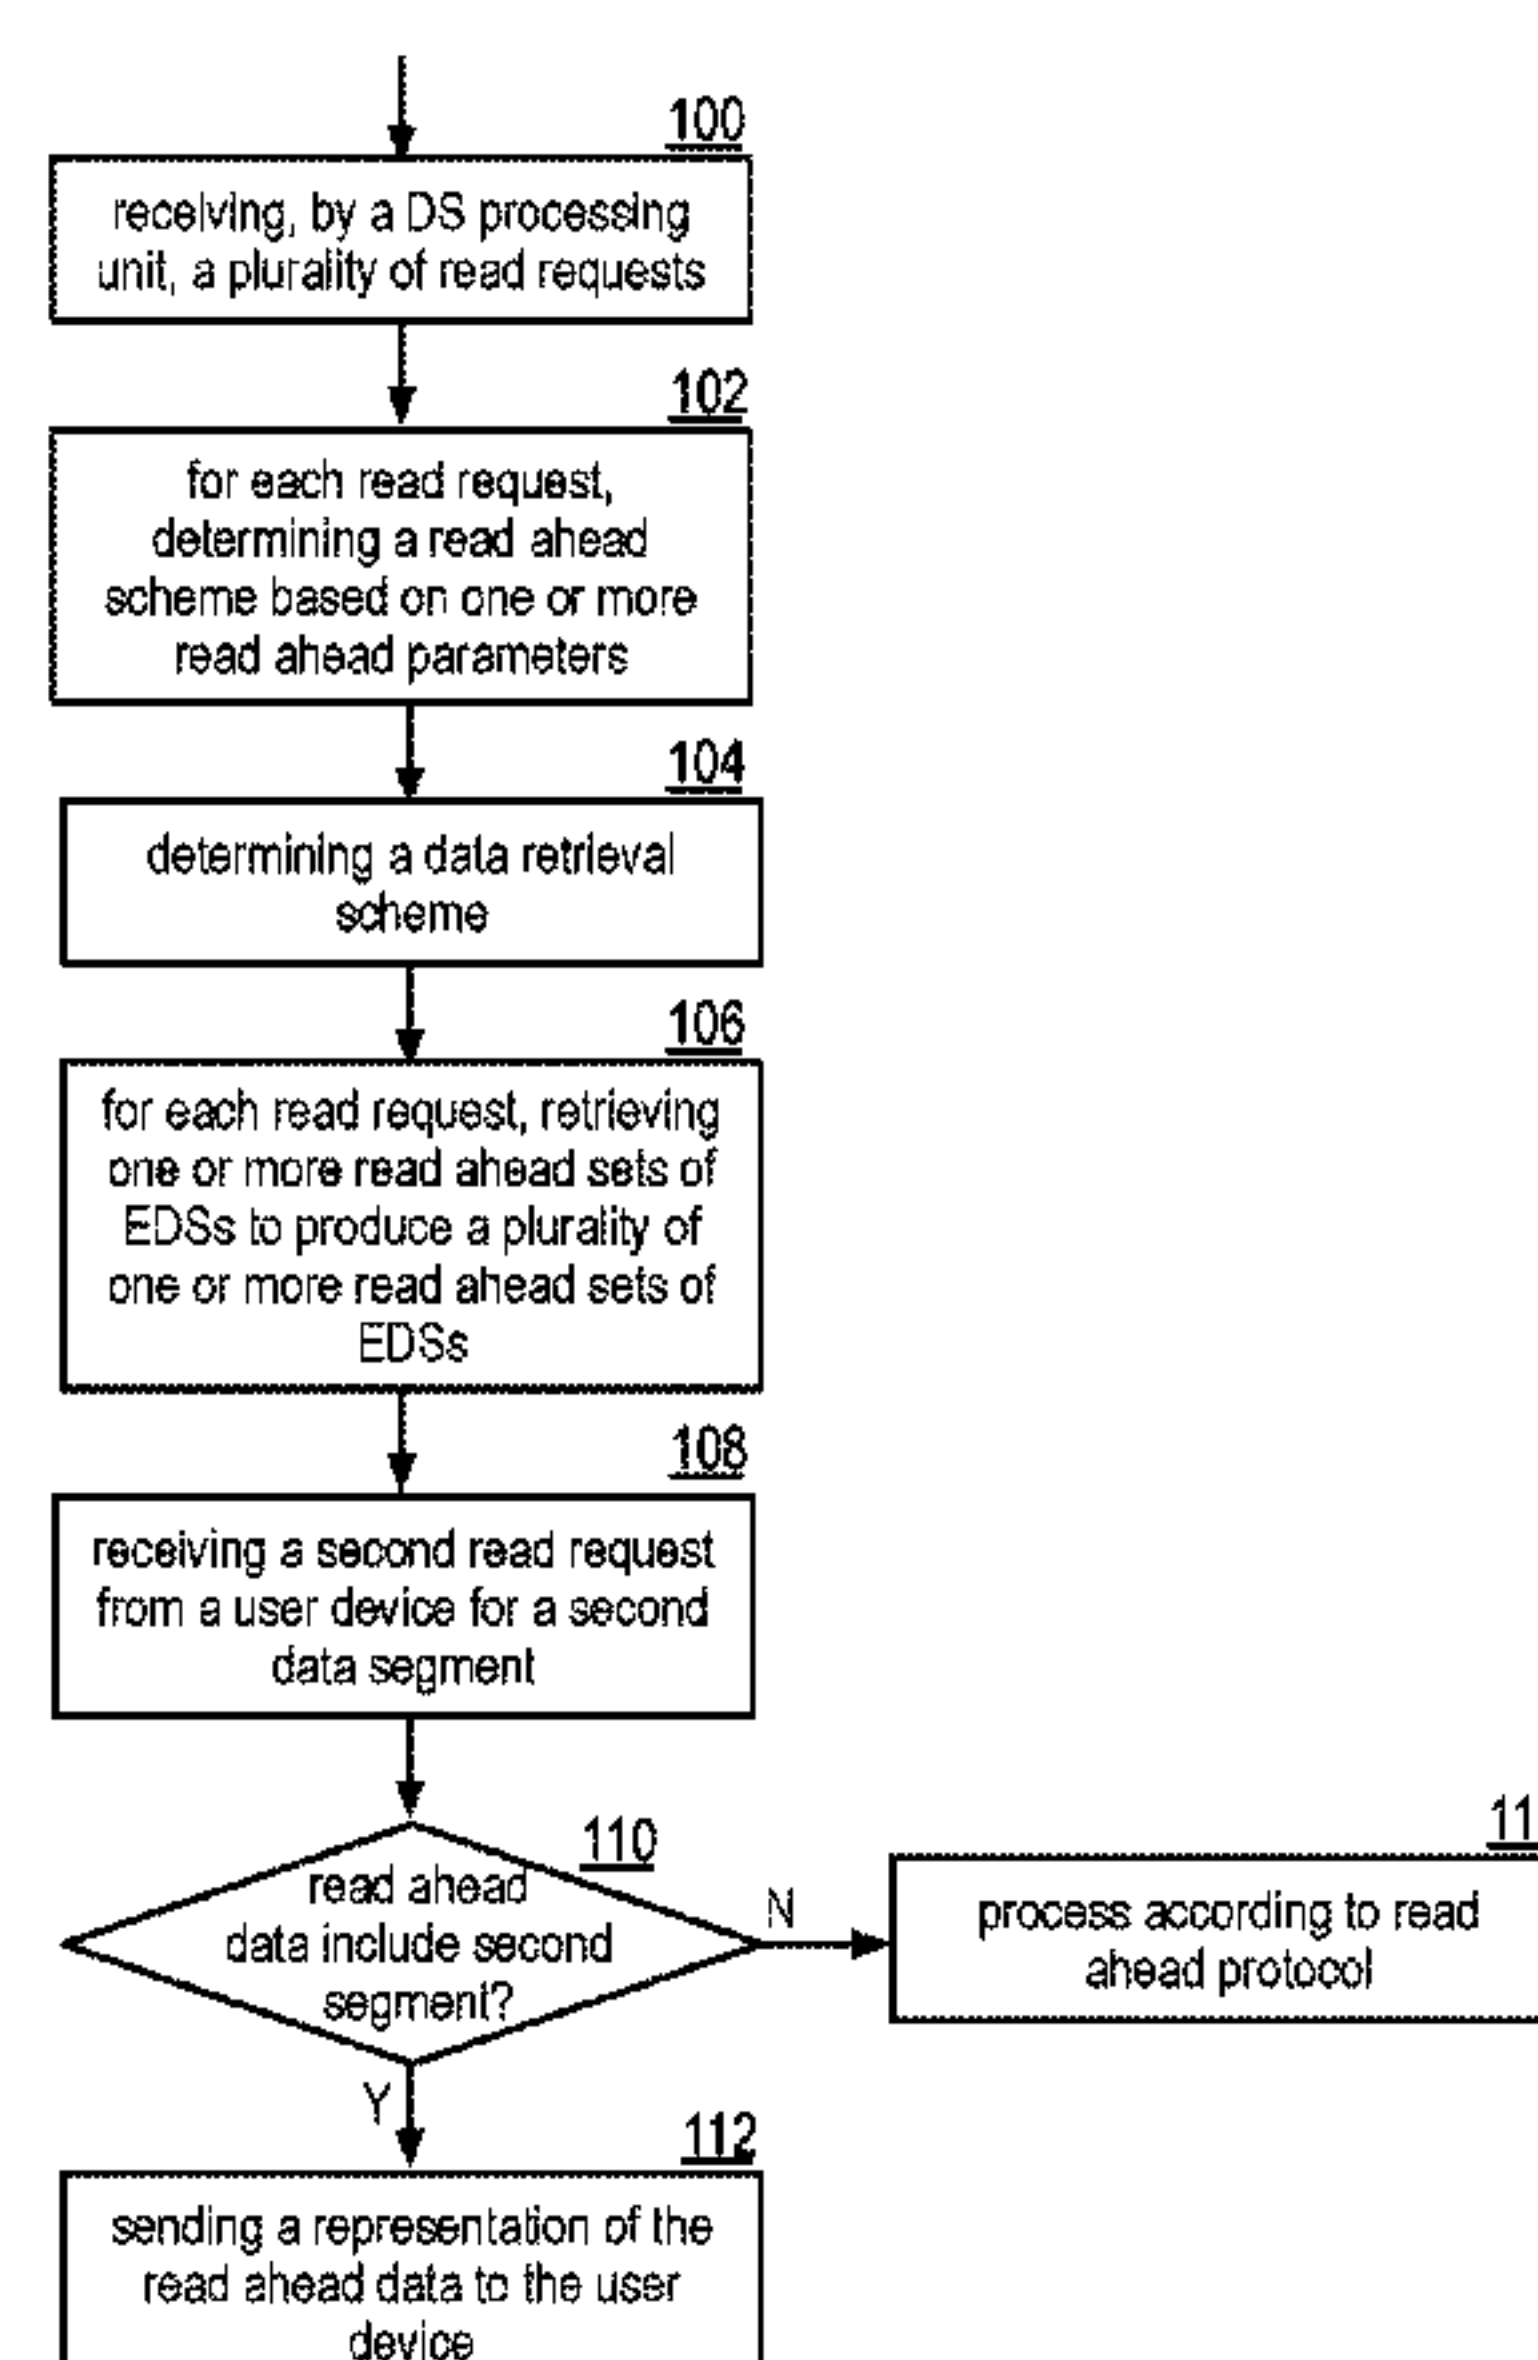 100
receiving, by a DS processing
unit, a plurality of read requests
102
for each read request,
determining a read ahead
scheme based on one or more
read ahead parameters
104
determining a data retrieval
scheme
106
for each read request, retrieving
one or more read ahead sets of
EDSs to produce a plurality of
one or more read ahead sets of
EDSs
108
receiving a second read request
from a user device for a second
data segment
110
read ahead
data include second
segment?
N
11
process according to read
ahead protocol
Y
112
sending a representation of the
read ahead data to the user
device